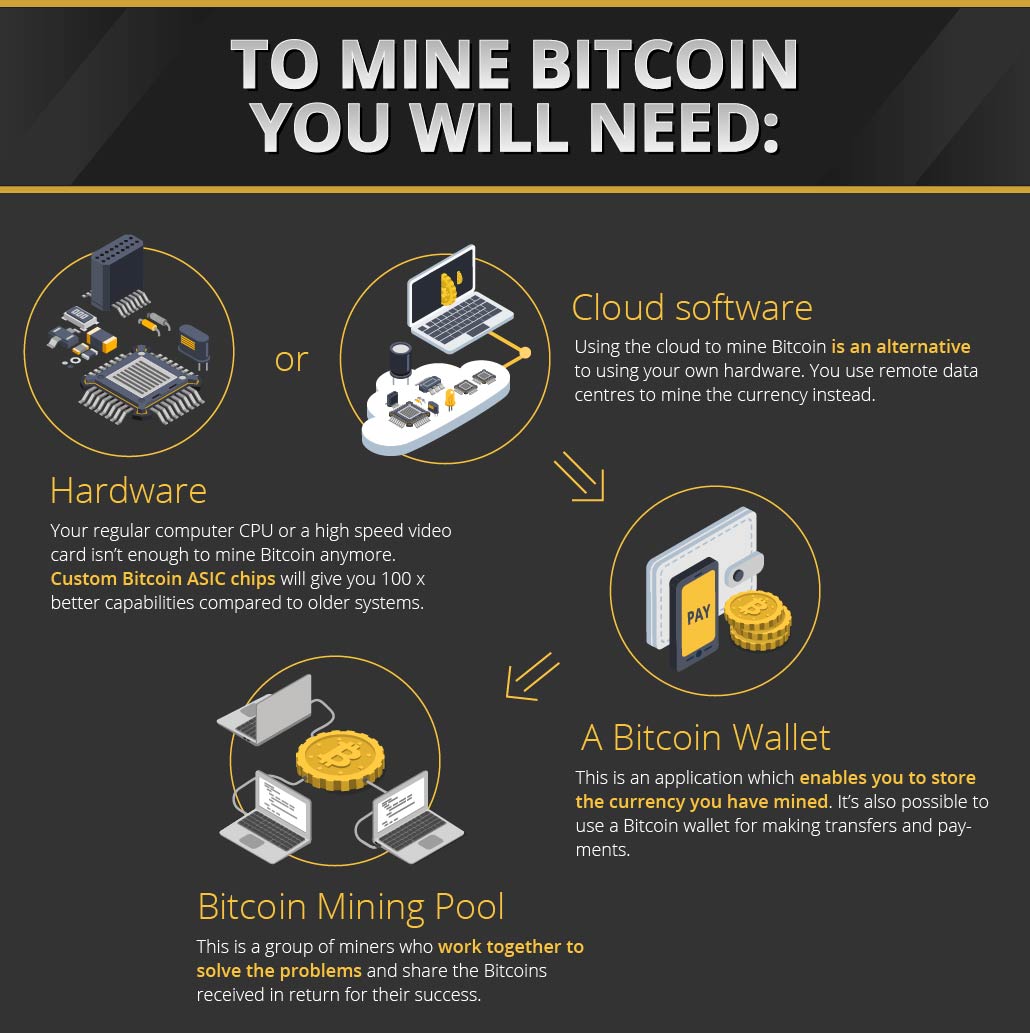 TO MINE BITCOIN
YOU WILL NEED:
or
Cloud software
Using the cloud to mine Bitcoin is an alternative
to using your own hardware. You use remote data
centres to mine the currency instead.
Hardware
Your regular computer CPU or a high speed video
card isn't enough to mine Bitcoin anymore.
Custom Bitcoin ASIC chips will give you 100 x
better capabilities compared to older systems.
PAY
A Bitcoin Wallet
This is an application which enables you to store
the currency you have mined. It's also possible to
use a Bitcoin wallet for making transfers and pay-
ments.
Bitcoin Mining Pool
This is a group of miners who work together to
solve the problems and share the Bitcoins
received in return for their success.